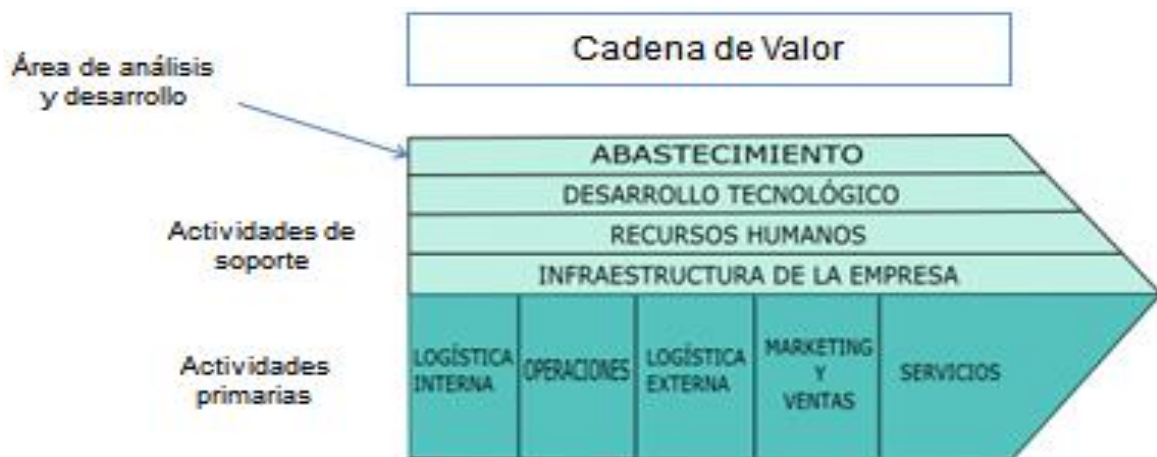 Cadena de Valor
Área de análisis
y desarrollo
ABASTECIMIENTO
DESARROLLO TECNOLÓGICO
Actividades de
soporte
RECURSOS HUMANOS
INFRAESTRUCTURA DE LA EMPRESA
Actividades
primarias
LOGÍSTICA
INTERNA
OPERACIONES
LOGÍSTICA
EXTERNA
MARKETING
Y
VENTAS
SERVICIOS